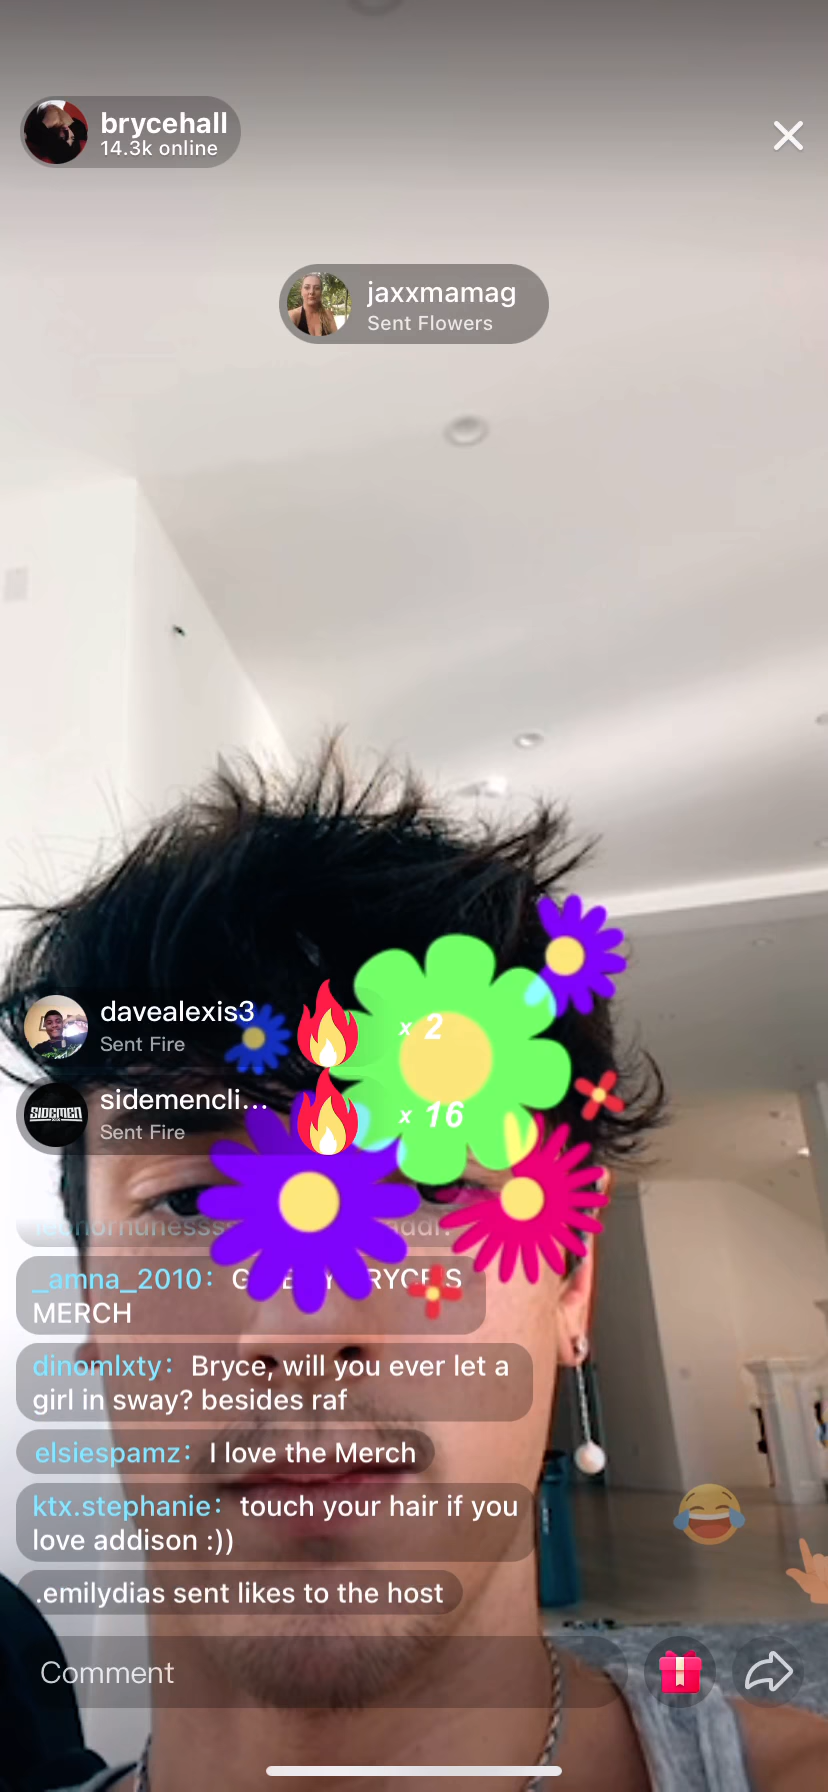 brycehall
14.3k online
jaxxmamag
Sent Flowers
davealexis3
Sent Fire
x 2
SIDEMEN
sidemencli...
Sent Fire
x 16
_amna_2010:
MERCH
dinomlxty: Bryce, will you ever let a
girl in sway? besides raf
elsiespamz: I love the Merch
ktx.stephanie: touch your hair if you
love addison :))
.emilydias sent likes to the host
Comment